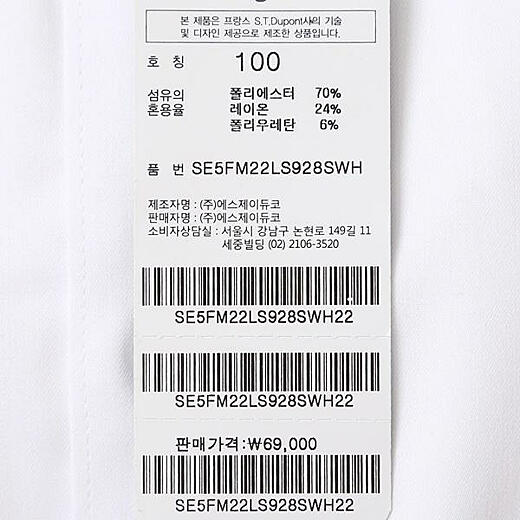 본 제품은 프랑스 S.T,Dupont사의 기술
및 디자인 제공으로 제조한 상품입니다.
호 칭 100
섬유의 폴리에스터 70%
혼용율 레이온 24%
폴리우레탄 6%
품 번 SE5FM22LS928SWH
제조자명 : (주)에스제이듀코
판매자명 : (주)에스제이듀코
소비자상담실 : 서울시 강남구 논현로 149길 11
세중빌딩 (02) 2106-3520
SE5FM22LS928SWH22
SE5FM22LS928SWH22
판매가격:₩69,000
SE5FM22LS928SWH22